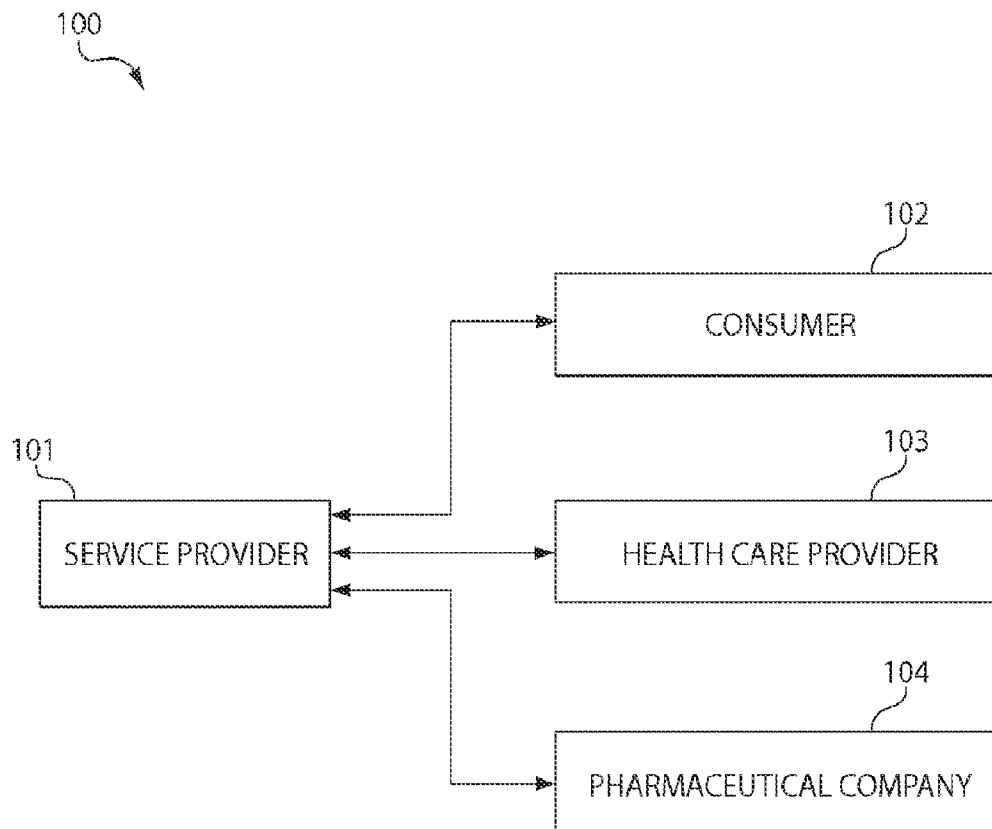 100
102
CONSUMER
101
SERVICE PROVIDER
103
HEALTH CARE PROVIDER
104
PHARMACEUTICAL COMPANY